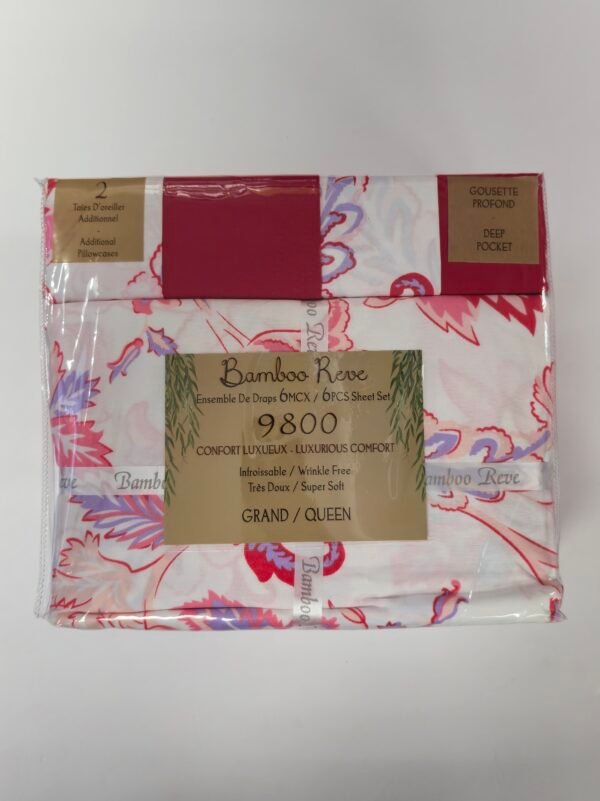 2
Taies D'oreiller
Additionnel
-
Additional
Pillowcases
GOUSETTE
PROFOND
-
DEEP
POCKET
Bamboo Reve
Ensemble De Draps 6MCX / 6PCS Sheet Set
9800
CONFORT LUXUEUX - LUXURIOUS COMFORT
Infroissable / Wrinkle Free
Très Doux / Super Soft
GRAND / QUEEN
Bamboo Reve
Bamboo